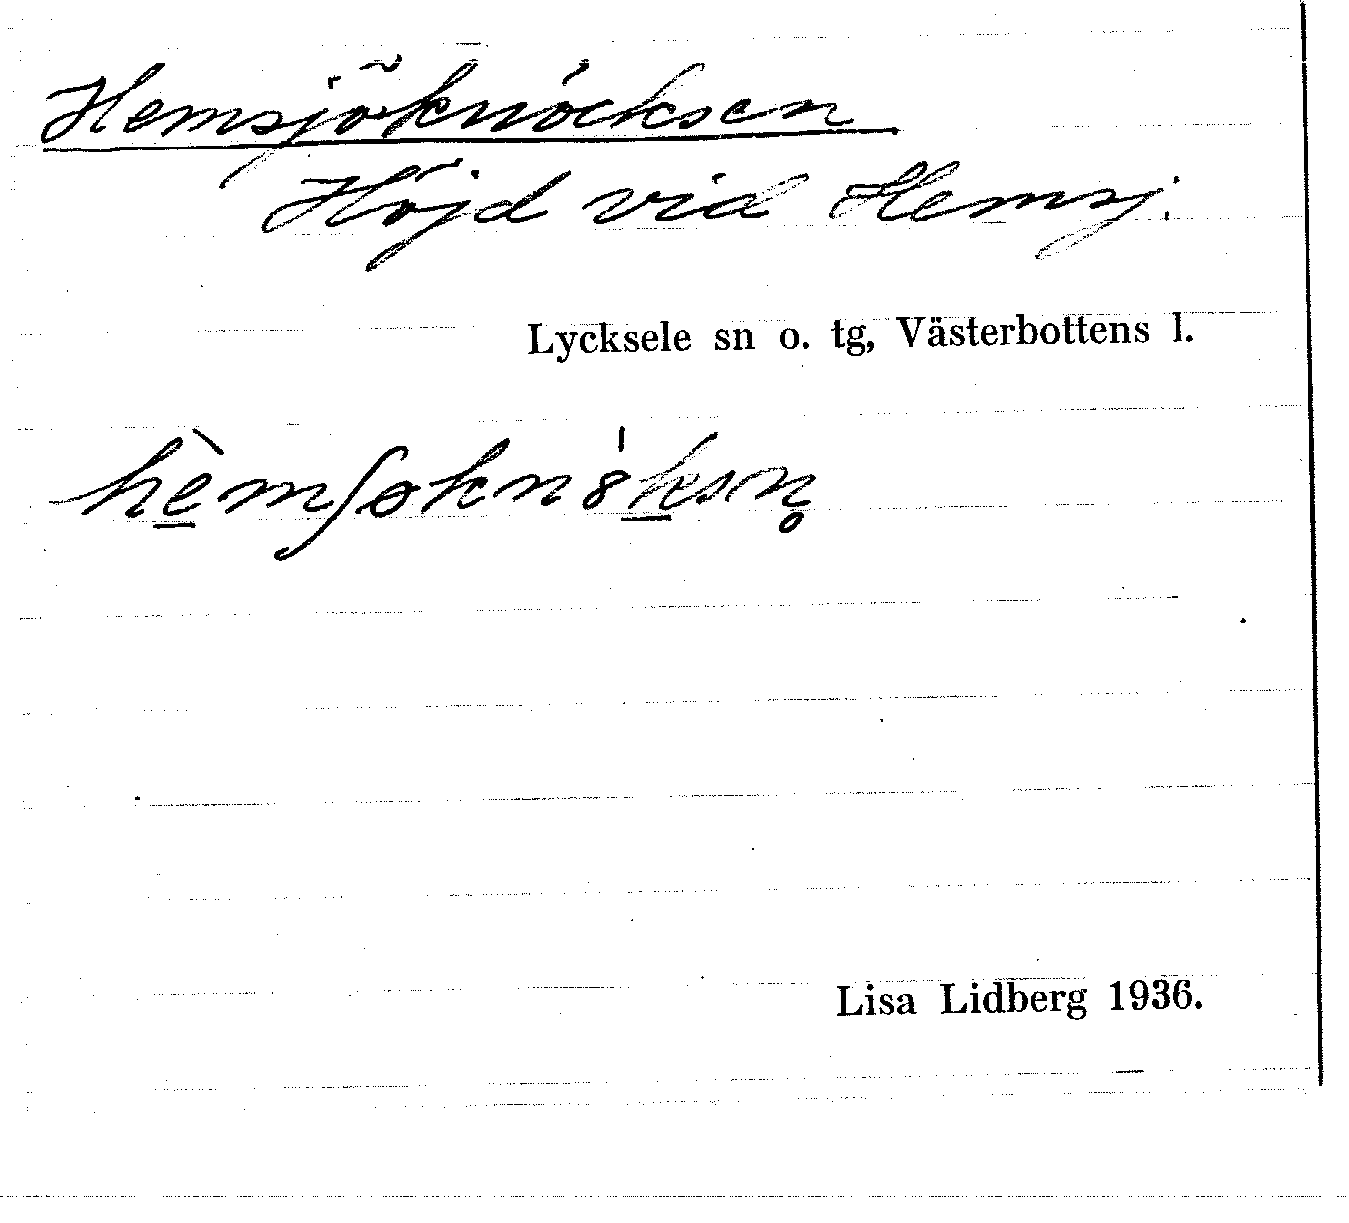 Hemsjöknöcksen
Höjd vid Hemsj.
Lycksele sn o. tg, Västerbottens l.
Lisa Lidberg 1936.